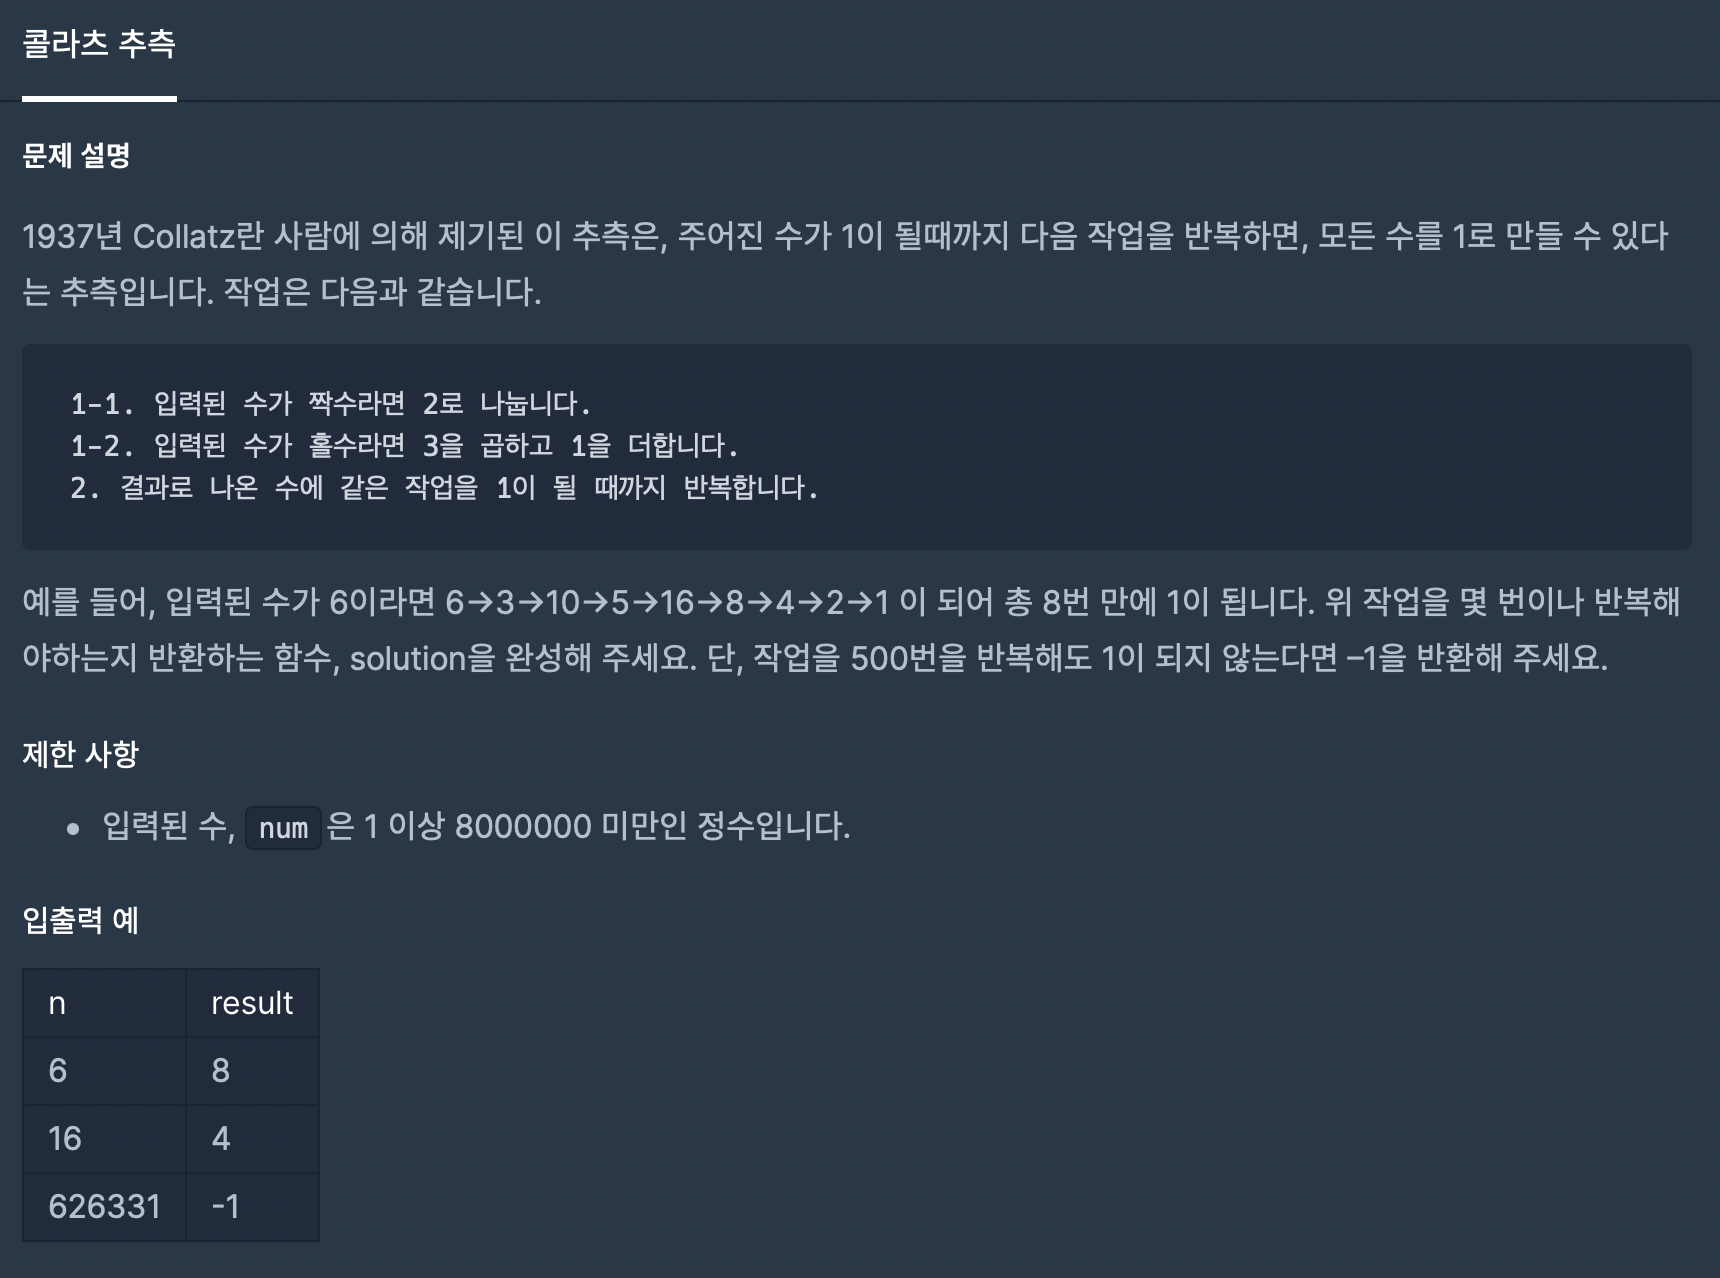 콜라츠 추측
문제 설명
1937년 Collatz란 사람에 의해 제기된 이 추측은, 주어진 수가 1이 될때까지 다음 작업을 반복하면, 모든 수를 1로 만들 수 있다
는 추측입니다. 작업은 다음과 같습니다.
1-1. 입력된 수가 짝수라면 2로 나눕니다.
1-2. 입력된 수가 홀수라면 3을 곱하고 1을 더합니다.
2. 결과로 나온 수에 같은 작업을 1이 될 때까지 반복합니다.
예를 들어, 입력된 수가 6이라면 6→3→10→5→16→8→4→2→1 이 되어 총 8번 만에 1이 됩니다. 위 작업을 몇 번이나 반복해
야하는지 반환하는 함수, solution을 완성해 주세요. 단, 작업을 500번을 반복해도 1이 되지 않는다면 –1을 반환해 주세요.
제한 사항
• 입력된 수, num 은 1 이상 8000000 미만인 정수입니다.
입출력 예
n result
6 8
16 4
626331 -1